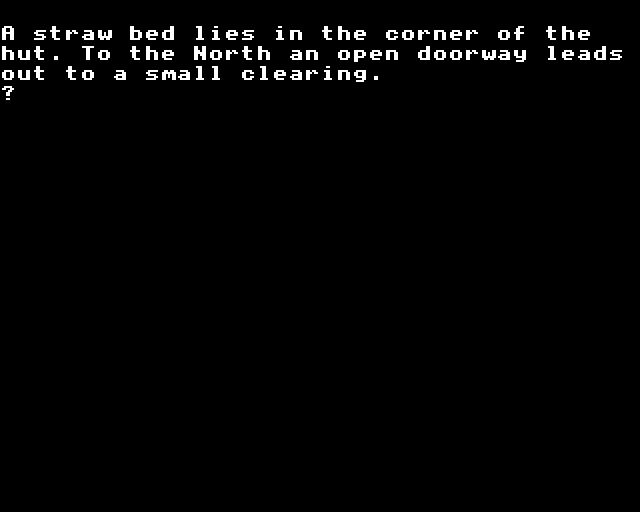 A straw bed lies in the corner of the
hut. To the North an open doorway leads
out to a small clearing.
?